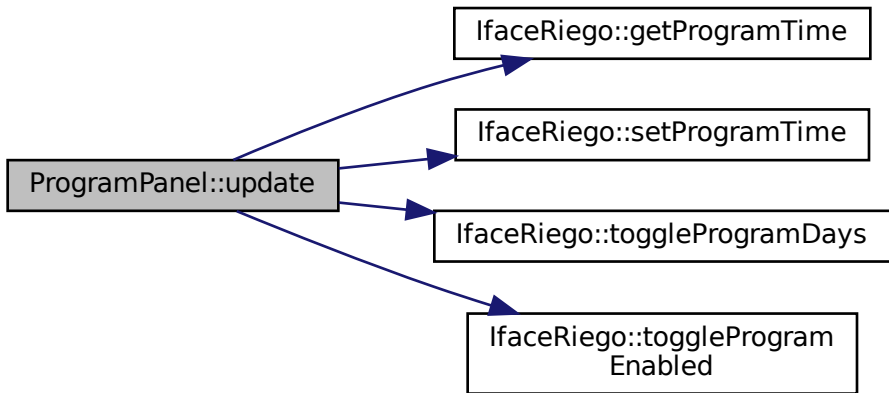 IfaceRiego::getProgramTime
IfaceRiego::setProgramTime
ProgramPanel::update
IfaceRiego::toggleProgramDays
IfaceRiego::toggleProgram
Enabled